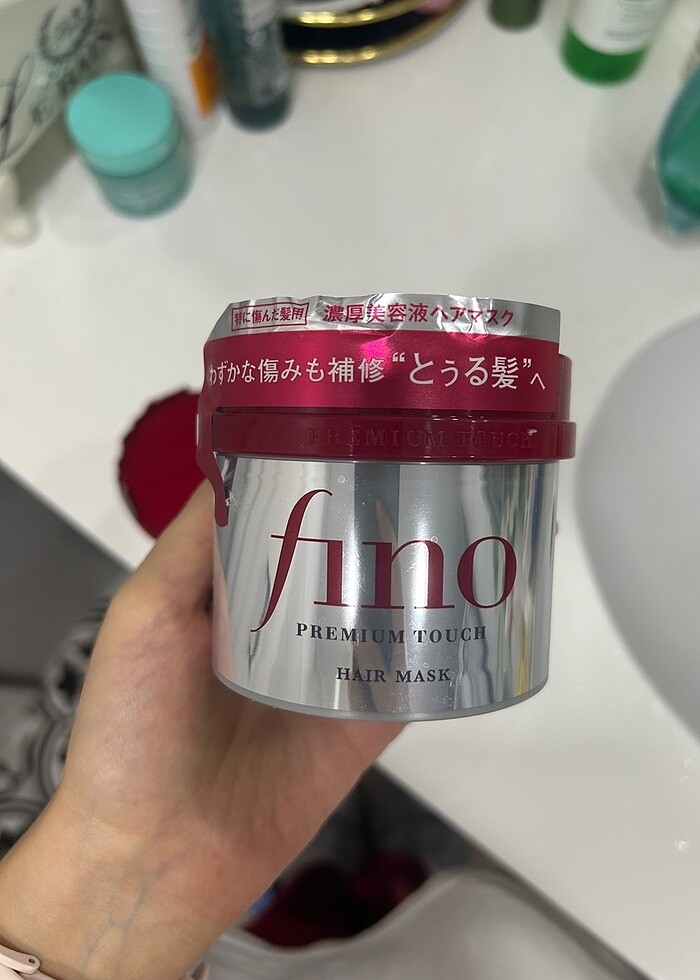 特に傷んだ髪用 濃厚美容液ヘアマスク
わずかな傷みも補修 “とぅる髪”へ
PREMIUM TOUCH
fino
PREMIUM TOUCH
HAIR MASK